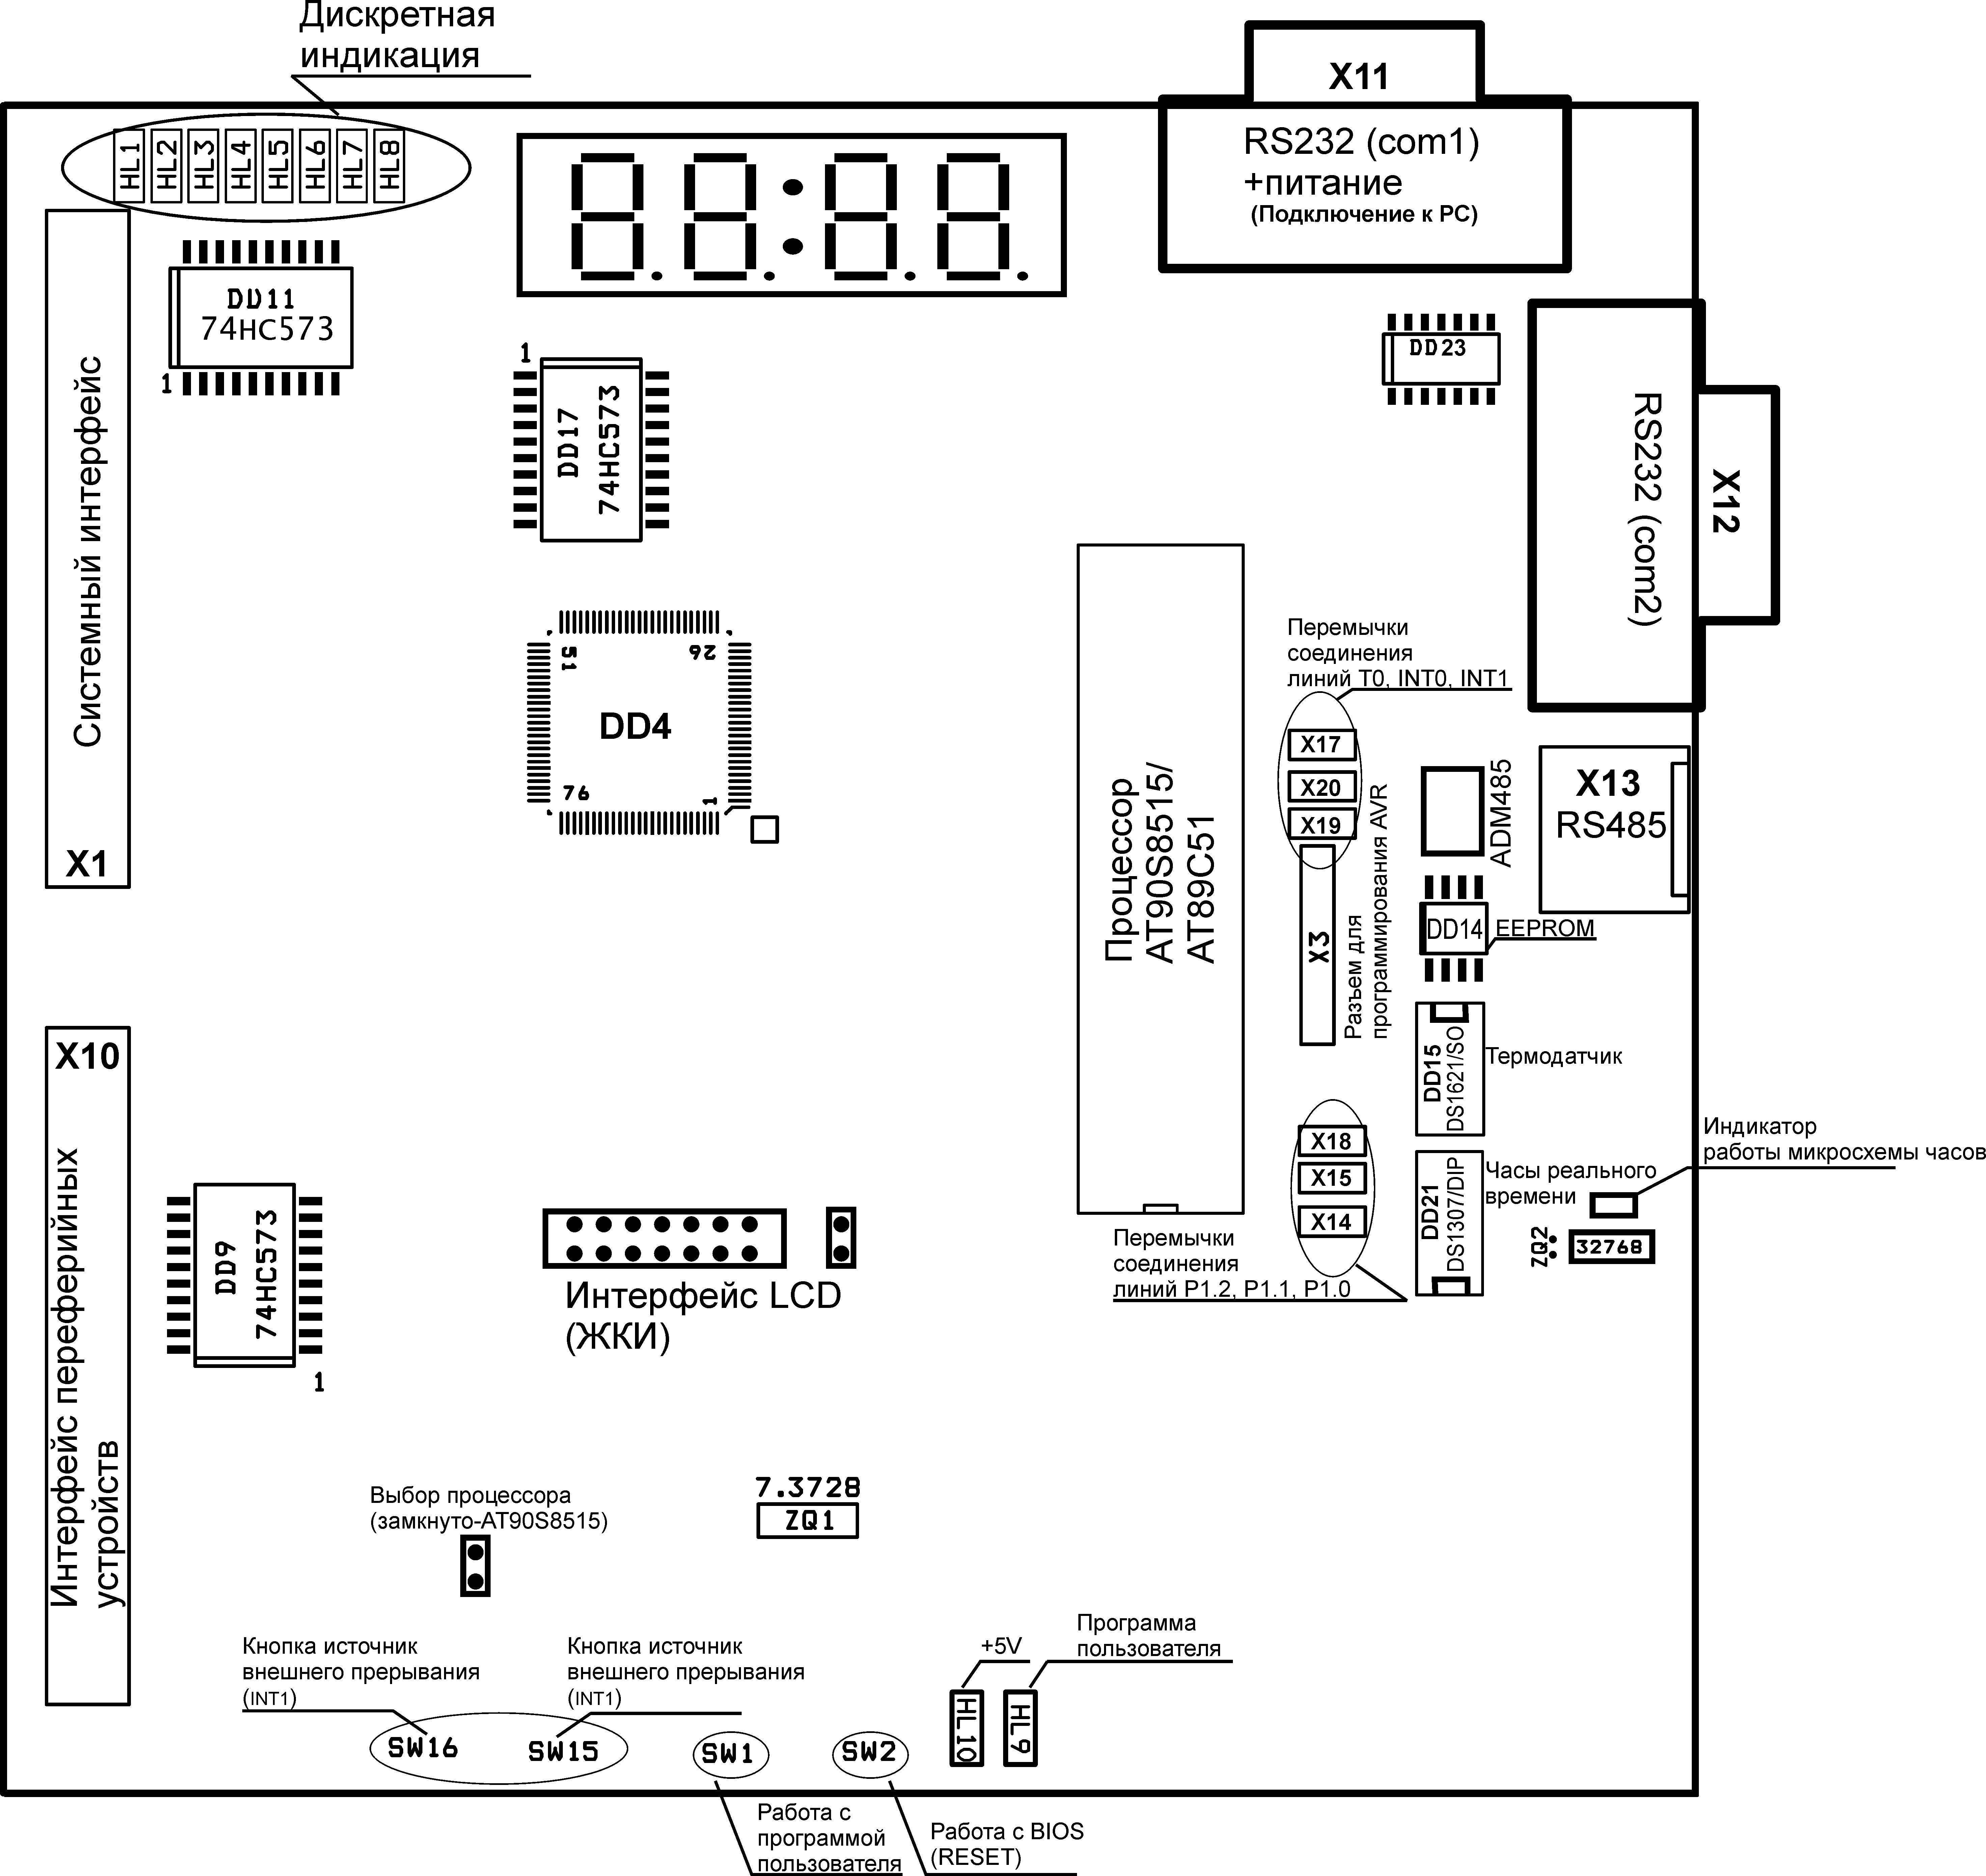 Дискретная
индикация
HL1
HL2
HL3
HL4
HL5
HL6
HL7
HL8
X11
RS232 (com1)
+питание
(Подключение к PC)
DD11
74HC573
1
Системный интерфейс
X1
1
DD17
74HC573
DD23
RS232 (com2)
X12
51
26
DD4
76
1
Процессор
AT90S8515/
AT89C51
Перемычки
соединения
линий T0, INT0, INT1
X17
X20
X19
X3
Разъем для
программирования AVR
ADM485
X13
RS485
DD14
EEPROM
DD15
DS1621/SO
Термодатчик
Индикатор
работы микросхемы часов
X18
X15
X14
DD21
DS1307/DIP
Часы реального
времени
ZQ2
32768
Перемычки
соединения
линий P1.2, P1.1, P1.0
X10
Интерфейс переферийных
устройств
DD9
74HC573
1
Интерфейс LCD
(ЖКИ)
7.3728
ZQ1
Выбор процессора
(замкнуто-AT90S8515)
Кнопка источник
внешнего прерывания
(INT1)
Кнопка источник
внешнего прерывания
(INT1)
+5V
Программа
пользователя
HL10
HL9
SW16
SW15
SW1
SW2
Работа с
программой
пользователя
Работа с BIOS
(RESET)